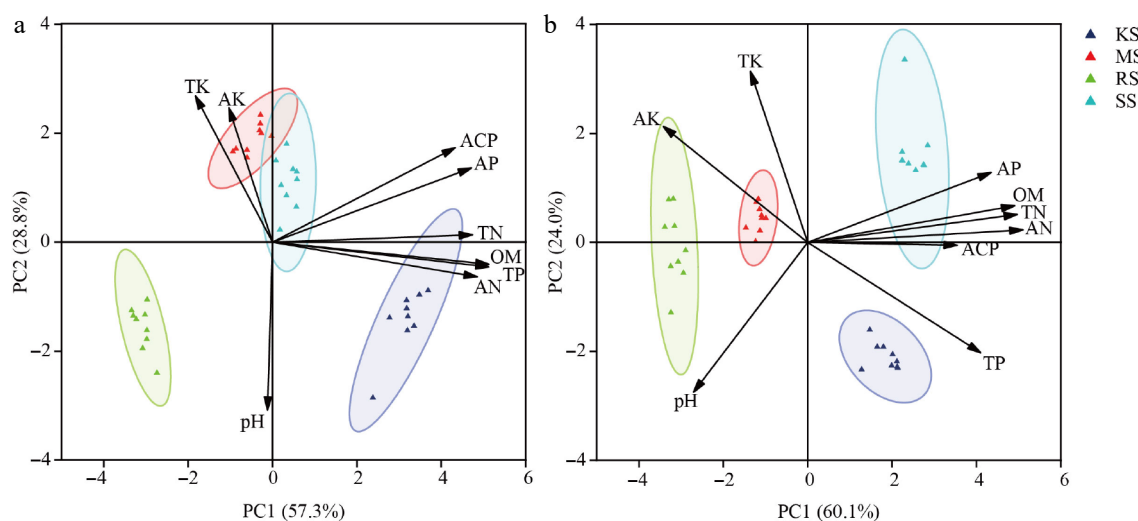 a
4
2
0
−2
−4
PC2 (28.8%)
TK
AK
ACP
AP
TN
OM
TP
AN
pH
−4 −2 0 2 4 6
PC1 (57.3%)
b
4
2
0
−2
−4
PC2 (24.0%)
TK
AK
AP
OM
TN
AN
ACP
TP
pH
−4 −2 0 2 4 6
PC1 (60.1%)
KS
MS
RS
SS